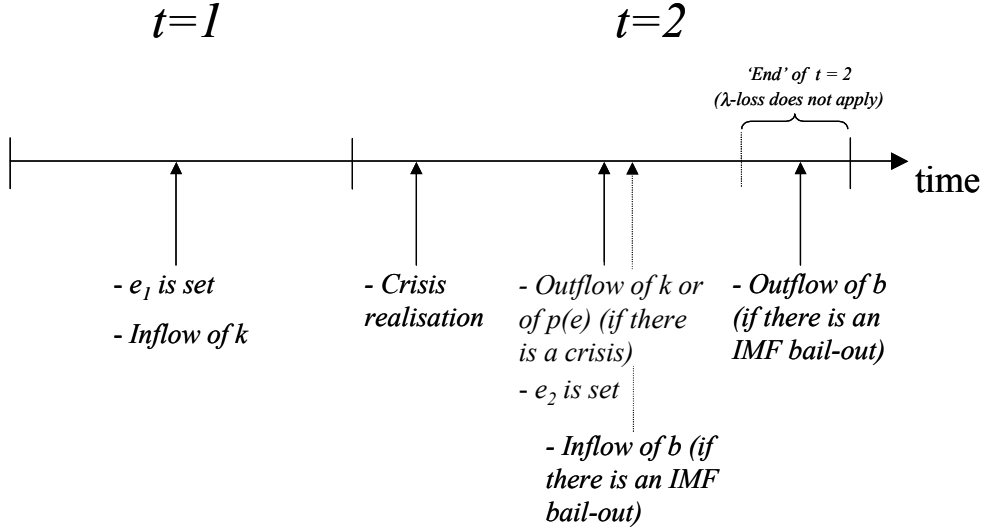 t=1
t=2
‘End’ of t = 2
(λ-loss does not apply)
time
- e1 is set
- Inflow of k
- Crisis
realisation
- Outflow of k or
of p(e) (if there
is a crisis)
- e2 is set
- Inflow of b (if
there is an IMF
bail-out)
- Outflow of b
(if there is an
IMF bail-out)